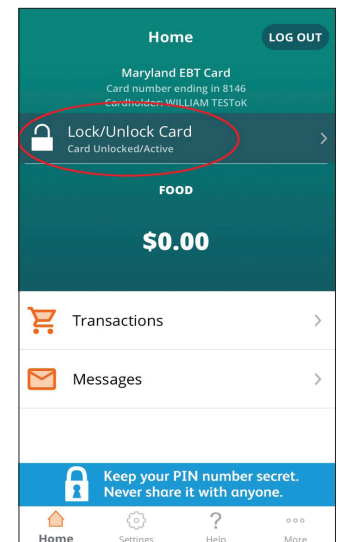 Home
LOG OUT
Maryland EBT Card
Card number ending in 8146
Cardholder: WILLIAM TESToK
Lock/Unlock Card
Card Unlocked/Active
FOOD
$0.00
Transactions
Messages
Keep your PIN number secret.
Never share it with anyone.
Home
Settings
Help
More